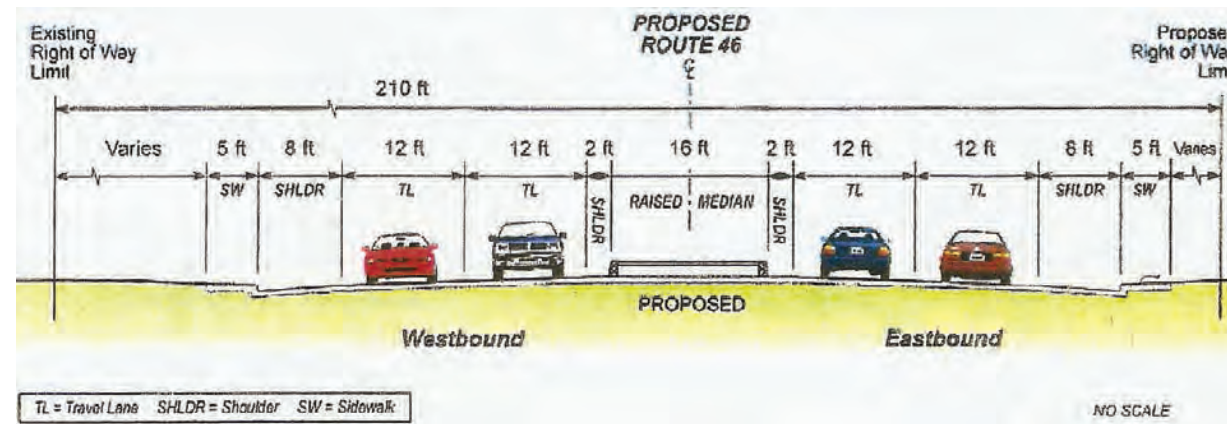 Existing
Right of Way
Limit
PROPOSED
ROUTE 46
℄
Propose
Right of Wa
Lim
210 ft
Varies 5 ft 8 ft 12 ft 12 ft 2 ft 16 ft 2 ft 12 ft 12 ft 8 ft 5 ft Varies
SW SHLDR TL TL SHLDR RAISED MEDIAN SHLDR TL TL SHLDR SW
PROPOSED
Westbound Eastbound
TL = Travel Lane SHLDR = Shoulder SW = Sidewalk
NO SCALE